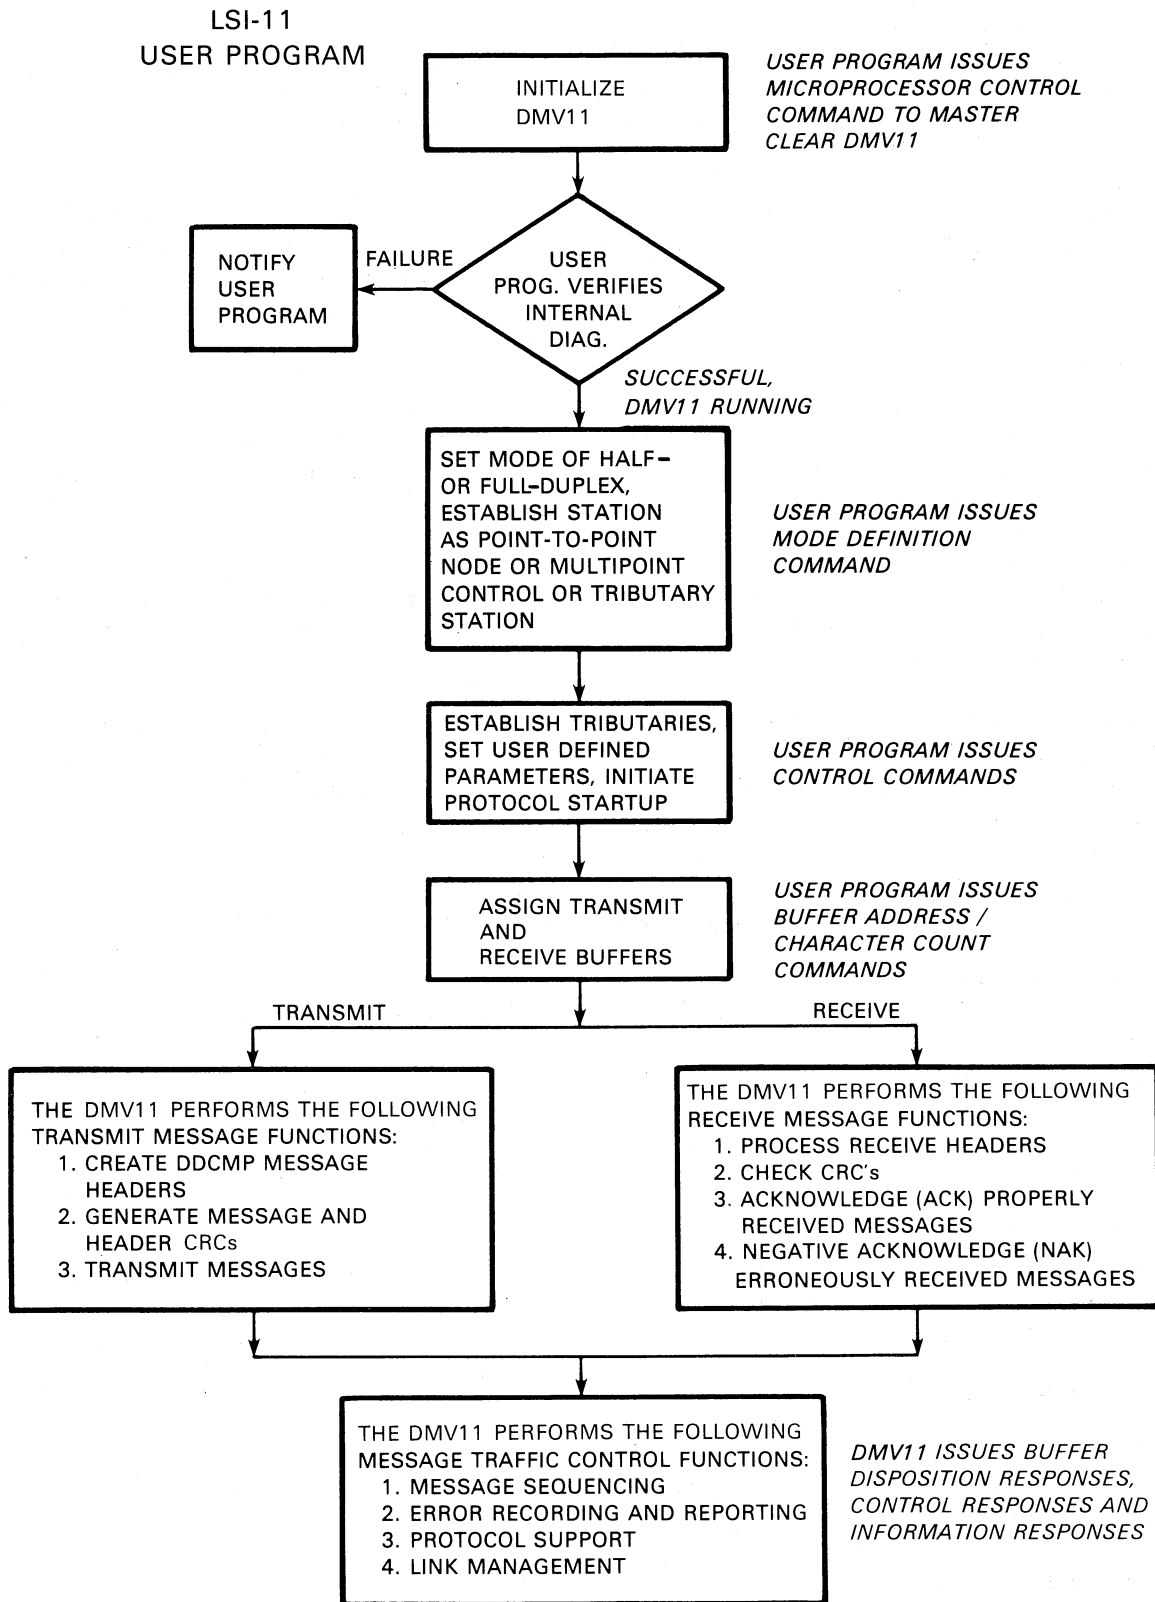 LSI-11
USER PROGRAM
INITIALIZE
DMV11
USER PROGRAM ISSUES
MICROPROCESSOR CONTROL
COMMAND TO MASTER
CLEAR DMV11
NOTIFY
USER
PROGRAM
FAILURE
USER
PROG. VERIFIES
INTERNAL
DIAG.
SUCCESSFUL,
DMV11 RUNNING
SET MODE OF HALF-
OR FULL-DUPLEX,
ESTABLISH STATION
AS POINT-TO-POINT
NODE OR MULTIPOINT
CONTROL OR TRIBUTARY
STATION
USER PROGRAM ISSUES
MODE DEFINITION
COMMAND
ESTABLISH TRIBUTARIES,
SET USER DEFINED
PARAMETERS, INITIATE
PROTOCOL STARTUP
USER PROGRAM ISSUES
CONTROL COMMANDS
ASSIGN TRANSMIT
AND
RECEIVE BUFFERS
USER PROGRAM ISSUES
BUFFER ADDRESS /
CHARACTER COUNT
COMMANDS
TRANSMIT
RECEIVE
THE DMV11 PERFORMS THE FOLLOWING
TRANSMIT MESSAGE FUNCTIONS:
1. CREATE DDCMP MESSAGE
HEADERS
2. GENERATE MESSAGE AND
HEADER CRCs
3. TRANSMIT MESSAGES
THE DMV11 PERFORMS THE FOLLOWING
RECEIVE MESSAGE FUNCTIONS:
1. PROCESS RECEIVE HEADERS
2. CHECK CRC's
3. ACKNOWLEDGE (ACK) PROPERLY
RECEIVED MESSAGES
4. NEGATIVE ACKNOWLEDGE (NAK)
ERRONEOUSLY RECEIVED MESSAGES
THE DMV11 PERFORMS THE FOLLOWING
MESSAGE TRAFFIC CONTROL FUNCTIONS:
1. MESSAGE SEQUENCING
2. ERROR RECORDING AND REPORTING
3. PROTOCOL SUPPORT
4. LINK MANAGEMENT
DMV11 ISSUES BUFFER
DISPOSITION RESPONSES,
CONTROL RESPONSES AND
INFORMATION RESPONSES